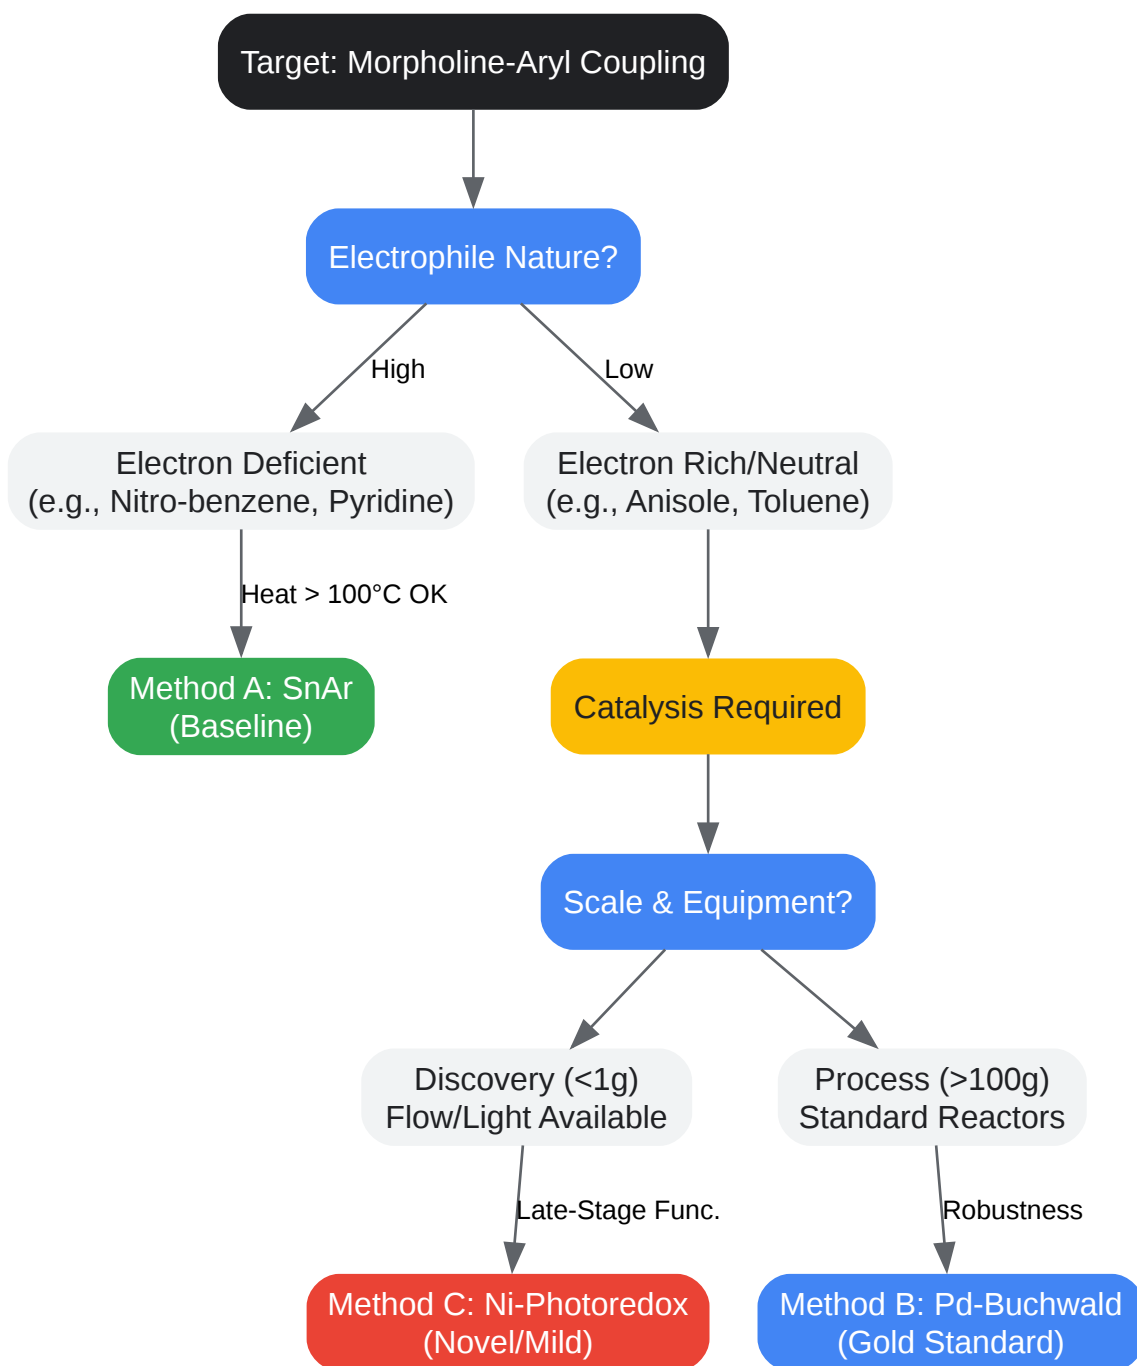 Target: Morpholine-Aryl Coupling
Electrophile Nature?
High
Low
Electron Deficient
(e.g., Nitro-benzene, Pyridine)
Electron Rich/Neutral
(e.g., Anisole, Toluene)
Heat > 100°C OK
Method A: SnAr
(Baseline)
Catalysis Required
Scale & Equipment?
Discovery (<1g)
Flow/Light Available
Process (>100g)
Standard Reactors
Late-Stage Func.
Robustness
Method C: Ni-Photoredox
(Novel/Mild)
Method B: Pd-Buchwald
(Gold Standard)